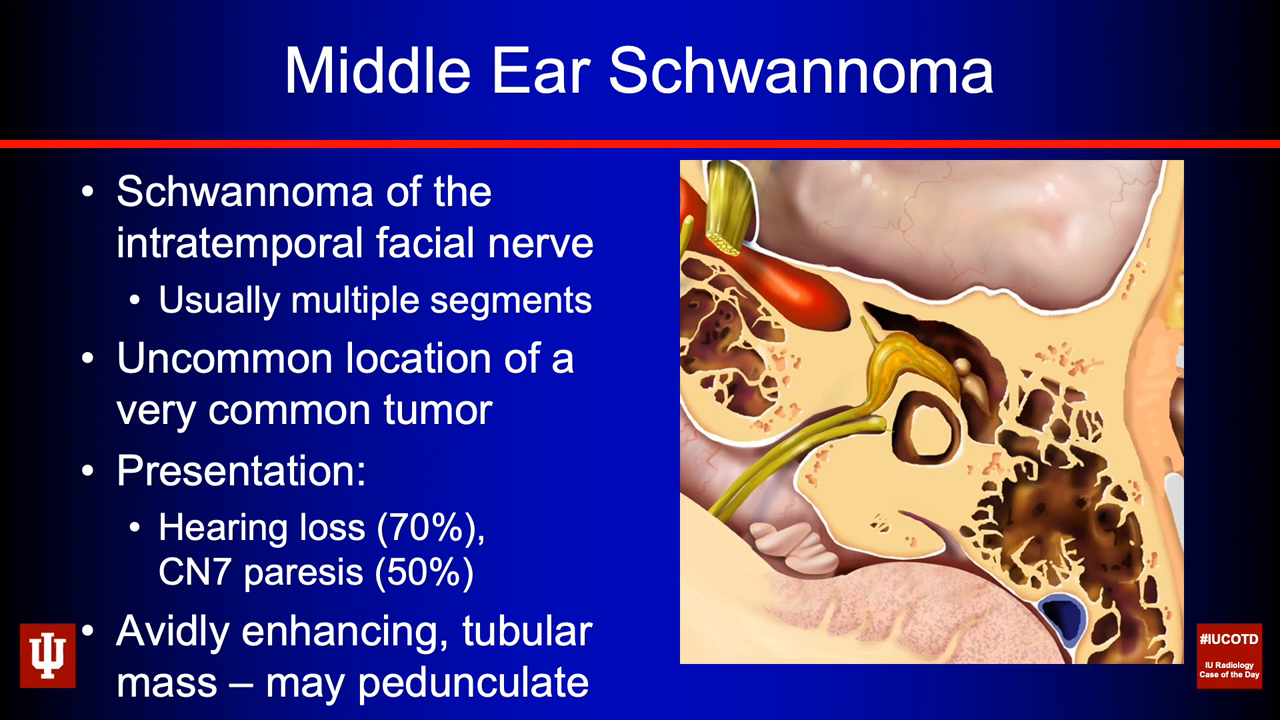 Middle Ear Schwannoma
• Schwannoma of the
intratemporal facial nerve
• Usually multiple segments
• Uncommon location of a
very common tumor
• Presentation:
• Hearing loss (70%),
CN7 paresis (50%)
• Avidly enhancing, tubular
mass – may pedunculate
#IUCOTD
IU Radiology
Case of the Day